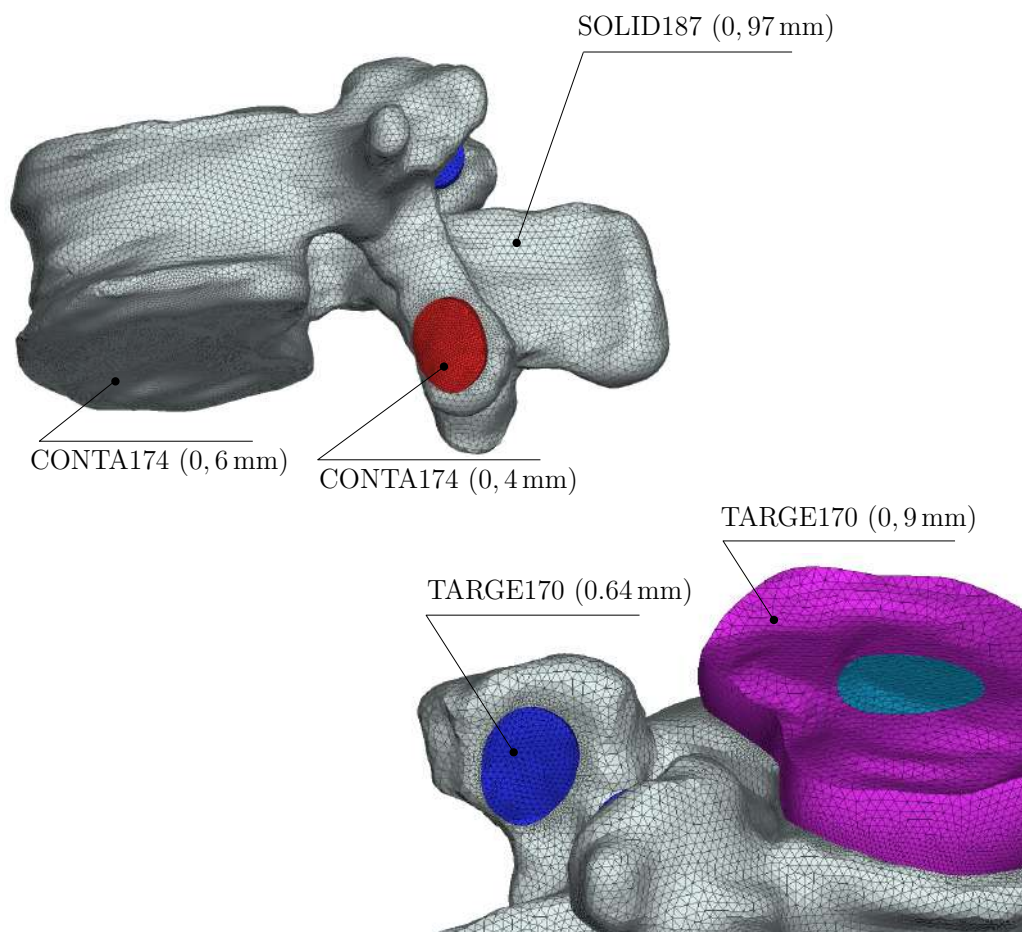 SOLID187 (0, 97 mm)
CONTA174 (0, 6 mm)
CONTA174 (0, 4 mm)
TARGE170 (0, 9 mm)
TARGE170 (0.64 mm)